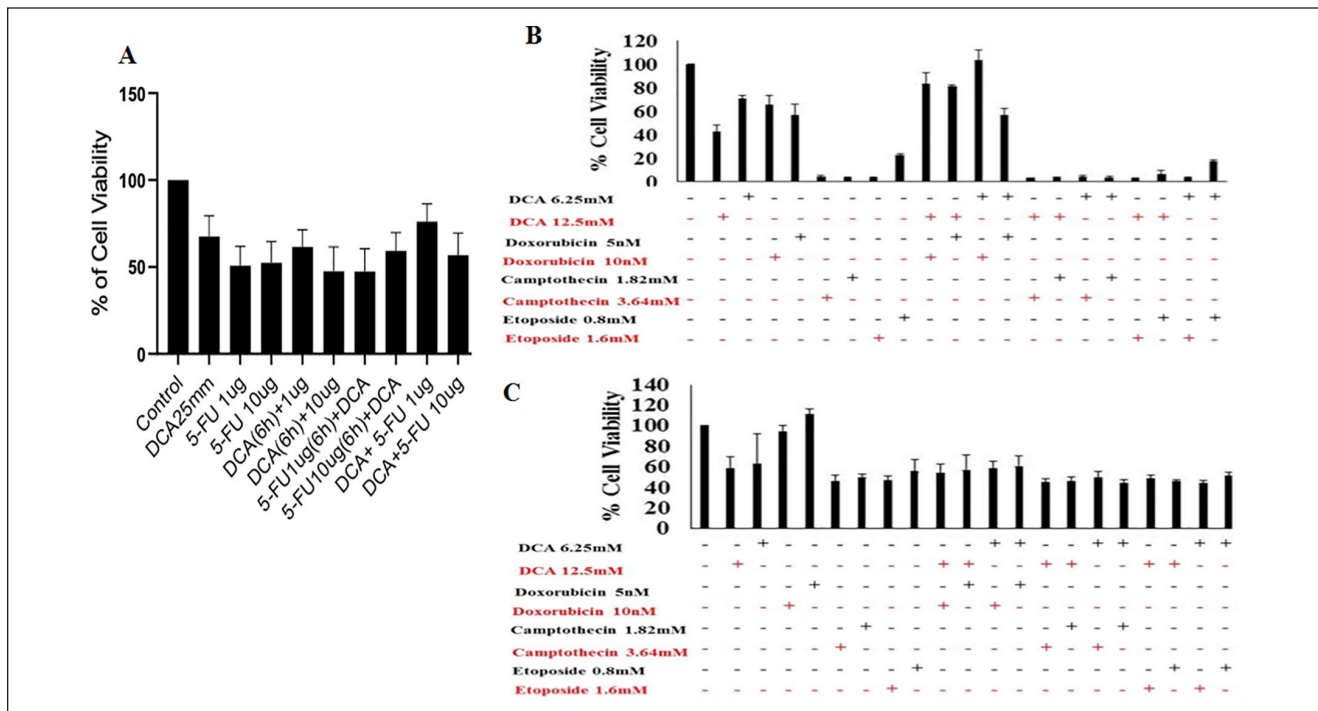 A
% of Cell Viability
150
100
50
0
Control
DCA25mm
5-FU 1ug
5-FU 10ug
DCA(6h)+1ug
DCA(6h)+10ug
5-FU1ug(6h)+DCA
5-FU10ug(6h)+DCA
DCA+ 5-FU 1ug
DCA+5-FU 10ug
B
% Cell Viability
120
100
80
60
40
20
0
DCA 6.25mM - - + - - - - - - - - + + - - + + - - + +
DCA 12.5mM - + - - - - - - - + + - - + + - - + + - -
Doxorubicin 5nM - - - - + - - - - - + - + - - - - - - - -
Doxorubicin 10nM - - - + - - - - - + - + - - - - - - - - -
Camptothecin 1.82mM - - - - - - + - - - - - - - + - + - - - -
Camptothecin 3.64mM - - - - - + - - - - - - - + - + - - - - -
Etoposide 0.8mM - - - - - - - - + - - - - - - - - - + - +
Etoposide 1.6mM - - - - - - - + - - - - - - - - - + - + -
C
% Cell Viability
140
120
100
80
60
40
20
0
DCA 6.25mM - - + - - - - - - - - + + - - + + - - + +
DCA 12.5mM - + - - - - - - - + + - - + + - - + + - -
Doxorubicin 5nM - - - - + - - - - - + - + - - - - - - - -
Doxorubicin 10nM - - - + - - - - - + - + - - - - - - - - -
Camptothecin 1.82mM - - - - - - + - - - - - - - + - + - - - -
Camptothecin 3.64mM - - - - - + - - - - - - - + - + - - - - -
Etoposide 0.8mM - - - - - - - - + - - - - - - - - - + - +
Etoposide 1.6mM - - - - - - - + - - - - - - - - - + - + -